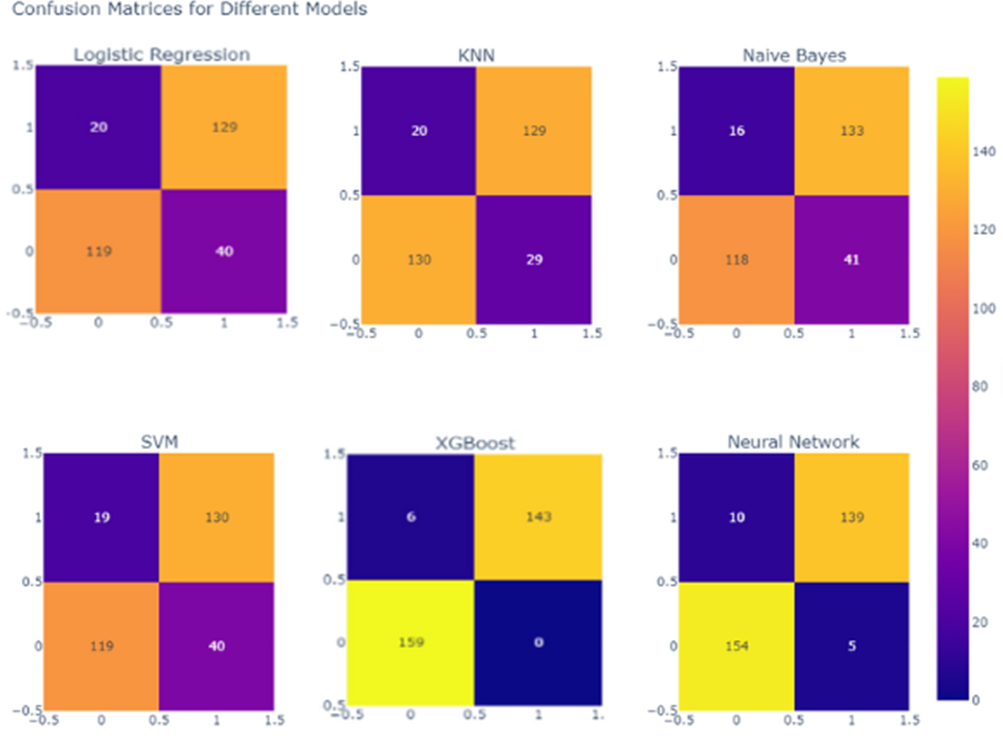 Confusion Matrices for Different Models
Logistic Regression KNN Naive Bayes
1.5 1.5 1.5
1 20 129 1 20 129 1 16 133 140
0.5 0.5 0.5 120
0 119 40 0 130 29 0 118 41 100
-0.5 −0.5 −0.5
−0.5 0 0.5 1 1.5 −0.5 0 0.5 1 1.5 −0.5 0 0.5 1 1.5
80
SVM XGBoost Neural Network
1.5 1.5 1.5
60
1 19 130 1 6 143 1 10 139 40
0.5 0.5 0.5 20
0 119 40 0 159 0 0 154 5
−0.5 0.5 −0.5 0
−0.5 0 0.5 1 1.5 −0.5 0 0.5 1 1. −0.5 0 0.5 1 1.5